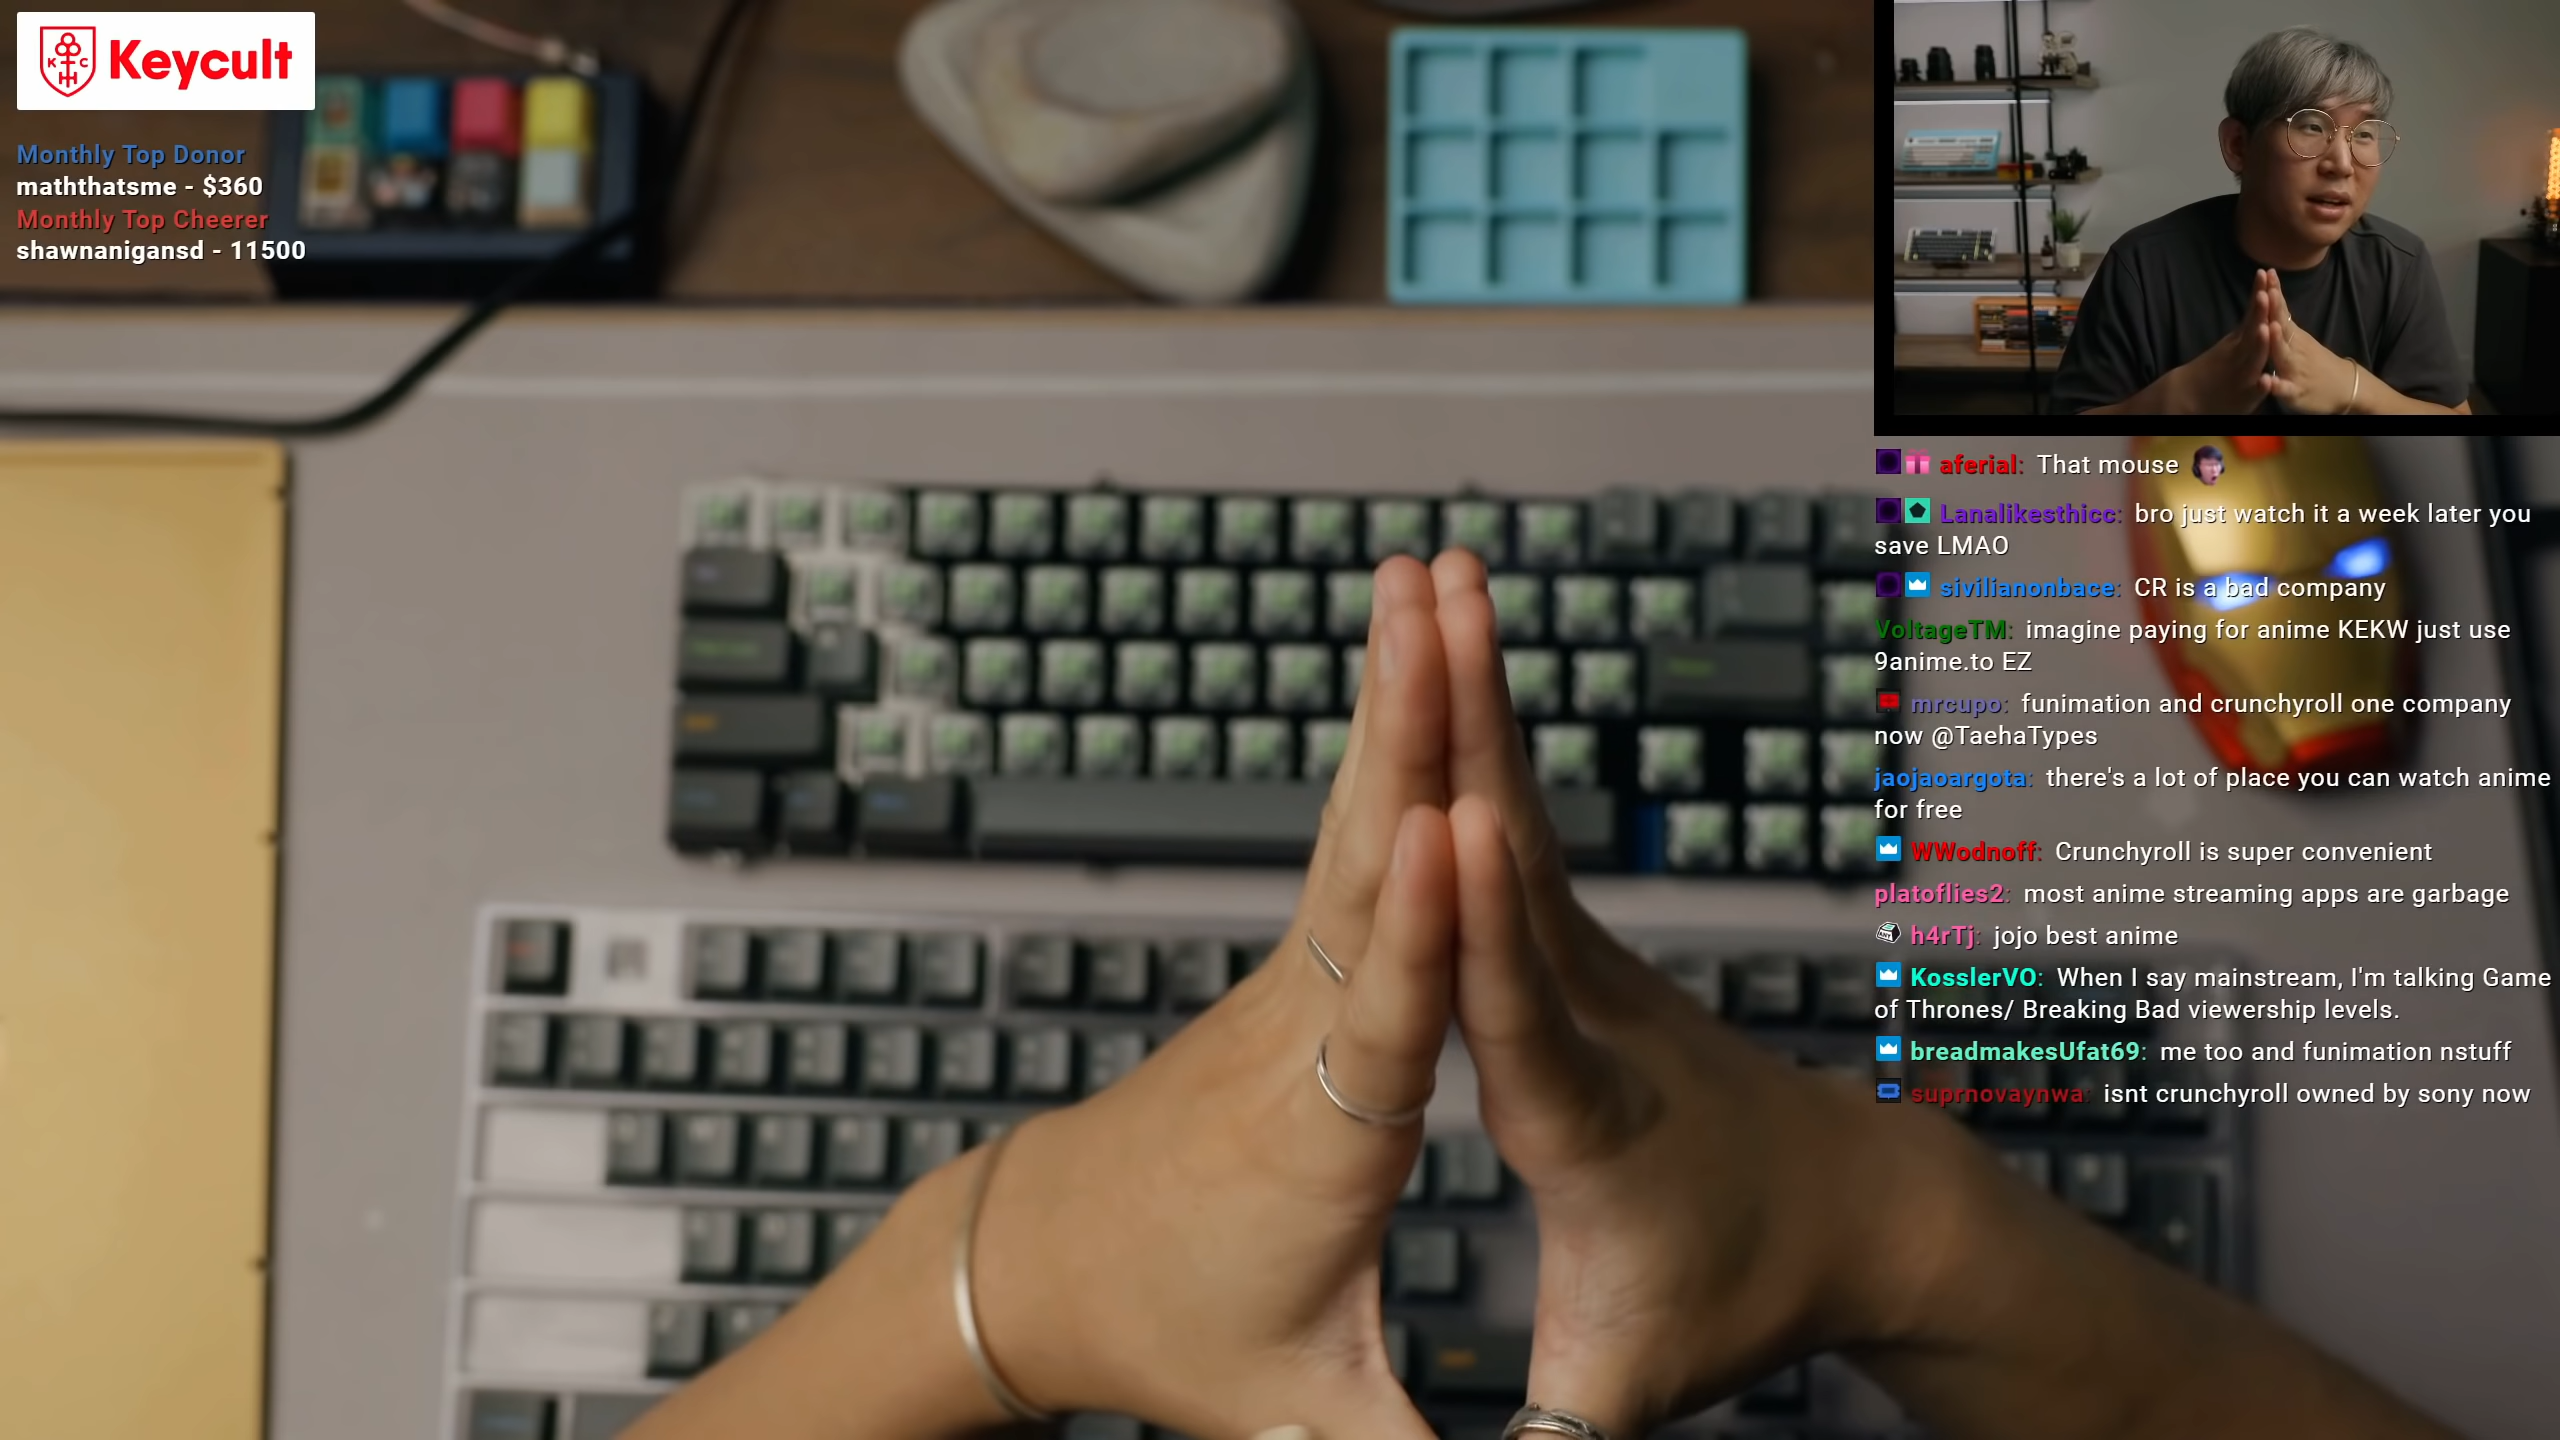 K C
Keycult
Monthly Top Donor
maththatsme - $360
Monthly Top Cheerer
shawnanigansd - 11500
aferial: That mouse
Lanalikesthicc: bro just watch it a week later you
save LMAO
sivilianonbace: CR is a bad company
VoltageTM: imagine paying for anime KEKW just use
9anime.to EZ
mrcupo: funimation and crunchyroll one company
now @TaehaTypes
jaojaoargota: there's a lot of place you can watch anime
for free
WWodnoff: Crunchyroll is super convenient
platoflies2: most anime streaming apps are garbage
h4rTj: jojo best anime
KosslerVO: When I say mainstream, I'm talking Game
of Thrones/ Breaking Bad viewership levels.
breadmakesUfat69: me too and funimation nstuff
suprnovaynwa: isnt crunchyroll owned by sony now